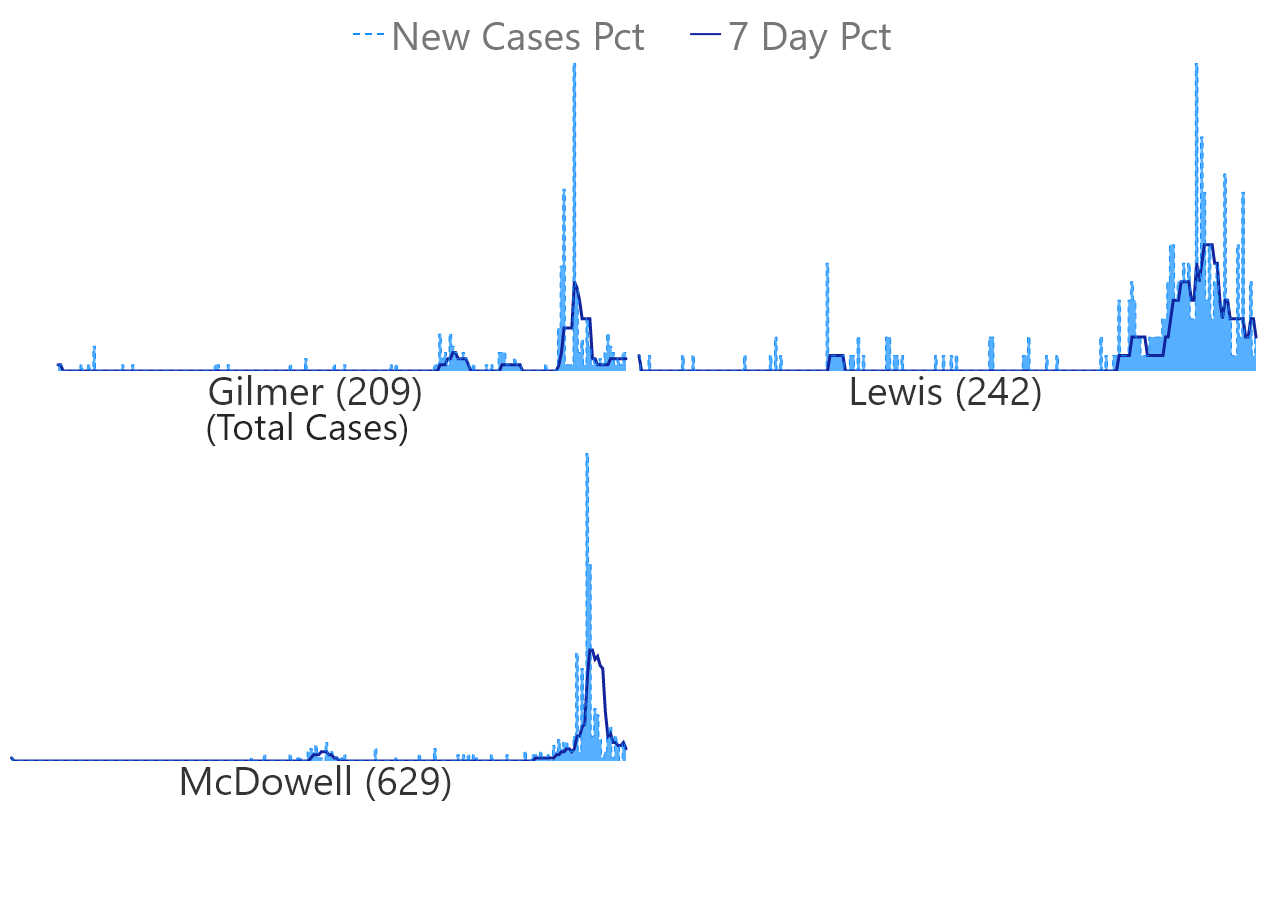 New Cases Pct 7 Day Pct
Gilmer (209) Lewis (242)
(Total Cases)
McDowell (629)